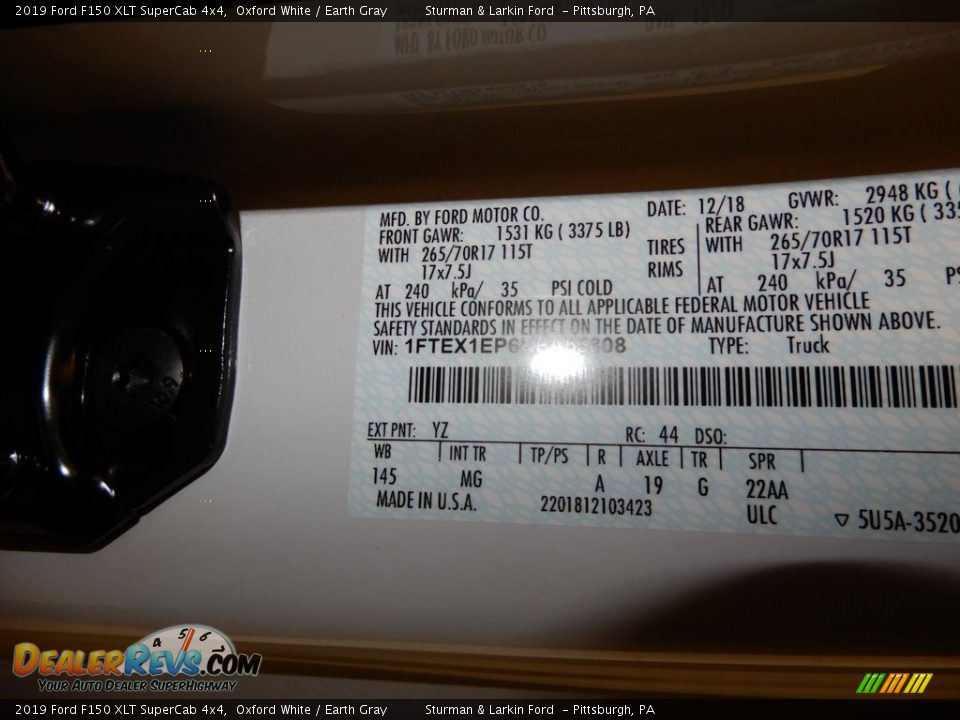 2019 Ford F150 XLT SuperCab 4x4, Oxford White / Earth Gray Sturman & Larkin Ford - Pittsburgh, PA
MFD. BY FORD MOTOR CO. DATE: 12/18 GVWR: 2948 KG (
FRONT GAWR: 1531 KG ( 3375 LB) REAR GAWR: 1520 KG ( 335
WITH 265/70R17 115T TIRES WITH 265/70R17 115T
17x7.5J RIMS 17x7.5J
AT 240 kPa/ 35 PSI COLD AT 240 kPa/ 35 PS
THIS VEHICLE CONFORMS TO ALL APPLICABLE FEDERAL MOTOR VEHICLE
SAFETY STANDARDS IN EFFECT ON THE DATE OF MANUFACTURE SHOWN ABOVE.
VIN: TYPE: Truck
EXT PNT: YZ RC: 44 DSO:
WB INT TR TP/PS R AXLE TR SPR
145 MG A 19 G 22AA
MADE IN U.S.A. 2201812103423 ULC ▽ 5U5A-3520
DealerRevs.com
Your Auto Dealer SuperHighway
2019 Ford F150 XLT SuperCab 4x4, Oxford White / Earth Gray Sturman & Larkin Ford - Pittsburgh, PA